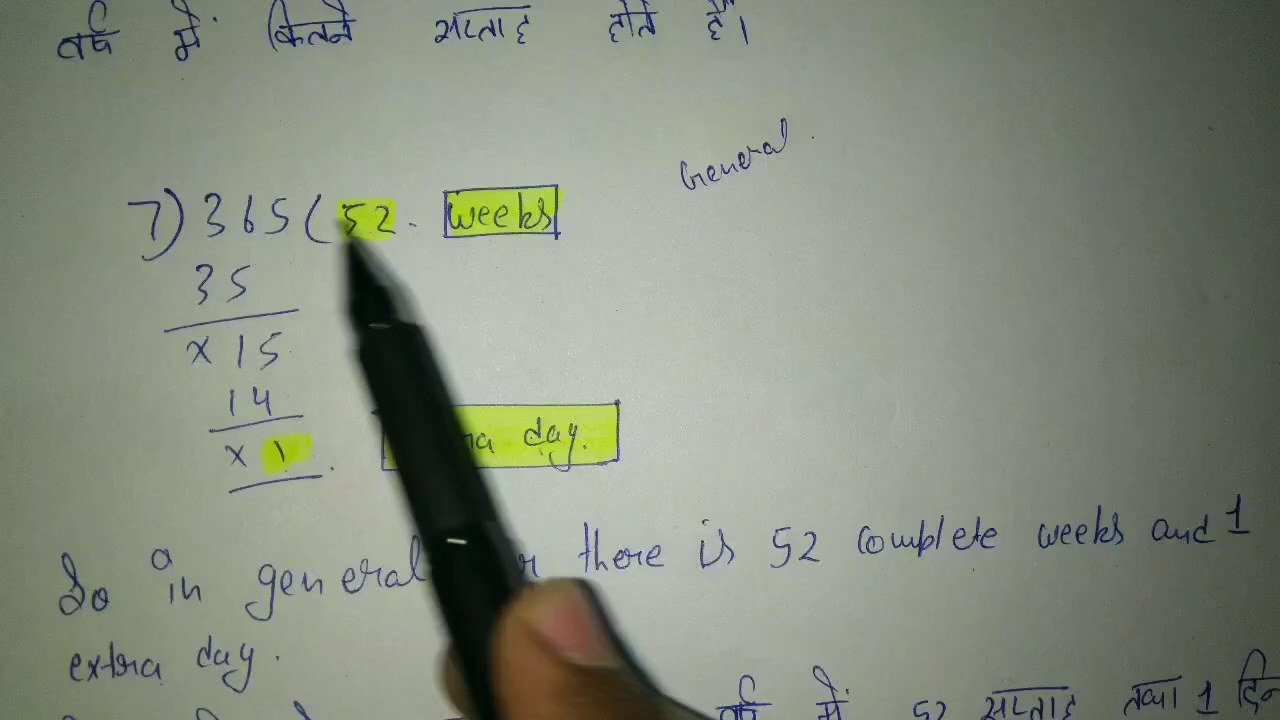 वर्ष में कितने सप्ताह होते हैं।
General
7) 365 ( 52. weeks
35
x 15
14
x 1 day.
So in a general there is 52 complete weeks and 1
extra day.
वर्ष में 52 सप्ताह तथा 1 दिन